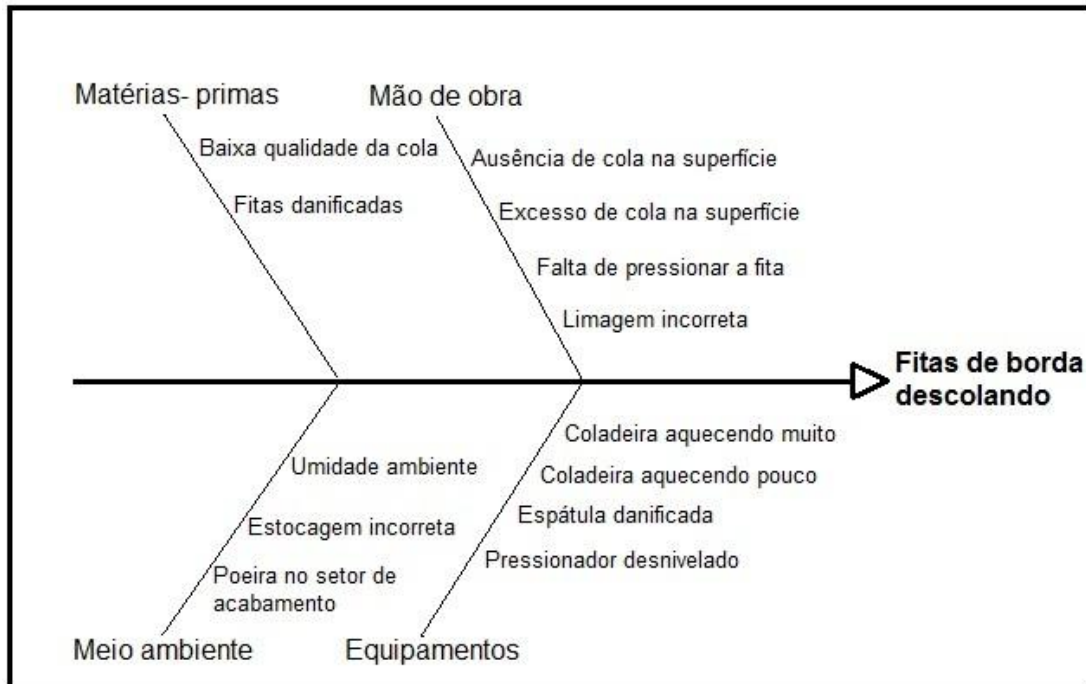 Matérias- primas
Mão de obra
Baixa qualidade da cola
Fitas danificadas
Ausência de cola na superfície
Excesso de cola na superfície
Falta de pressionar a fita
Limagem incorreta
Fitas de borda
descolando
Umidade ambiente
Estocagem incorreta
Poeira no setor de
acabamento
Coladeira aquecendo muito
Coladeira aquecendo pouco
Espátula danificada
Pressionador desnivelado
Meio ambiente
Equipamentos